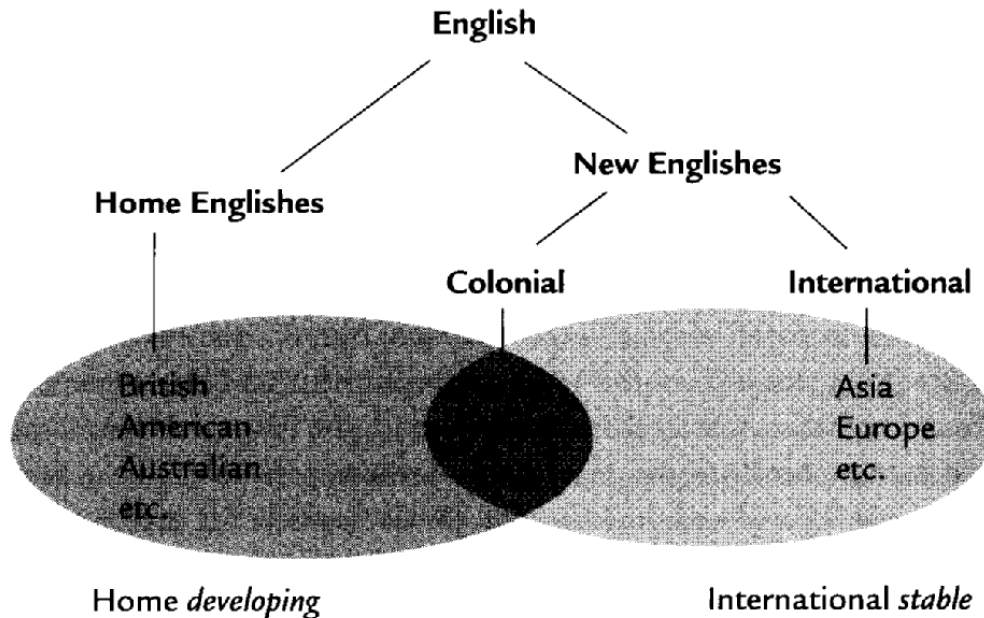 English
New Englishes
Home Englishes
Colonial
International
British
American
Australian
etc.
Asia
Europe
etc.
Home developing
International stable